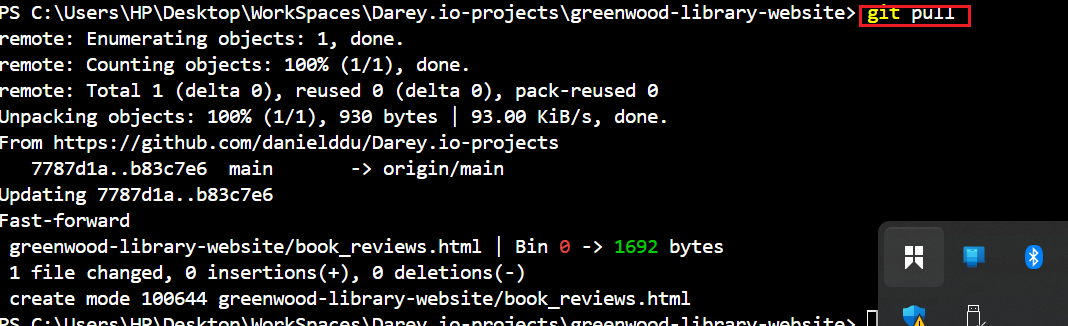 PS C:\Users\HP\Desktop\WorkSpaces\Darey.io-projects\greenwood-library-website> git pull
remote: Enumerating objects: 1, done.
remote: Counting objects: 100% (1/1), done.
remote: Total 1 (delta 0), reused 0 (delta 0), pack-reused 0
Unpacking objects: 100% (1/1), 930 bytes | 93.00 KiB/s, done.
From https://github.com/danielddu/Darey.io-projects
   7787d1a..b83c7e6  main       -> origin/main
Updating 7787d1a..b83c7e6
Fast-forward
 greenwood-library-website/book_reviews.html | Bin 0 -> 1692 bytes
 1 file changed, 0 insertions(+), 0 deletions(-)
 create mode 100644 greenwood-library-website/book_reviews.html
PS C:\Users\HP\Desktop\WorkSpaces\Darey.io-projects\greenwood-library-website>